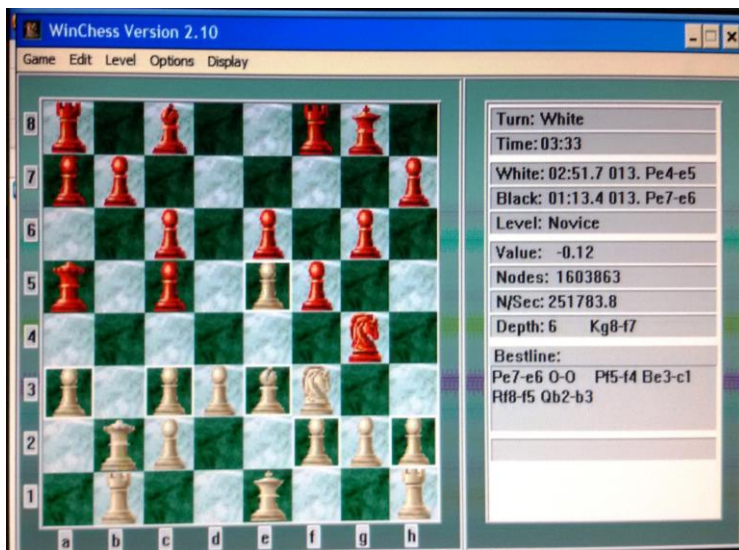 WinChess Version 2.10
Game Edit Level Options Display
8
7
6
5
4
3
2
1
a b c d e f g h
Turn: White
Time: 03:33
White: 02:51.7 013. Pe4-e5
Black: 01:13.4 013. Pe7-e6
Level: Novice
Value: -0.12
Nodes: 1603863
N/Sec: 251783.8
Depth: 6 Kg8-f7
Bestline:
Pe7-e6 O-O Pf5-f4 Be3-c1
Rf8-f5 Qb2-b3